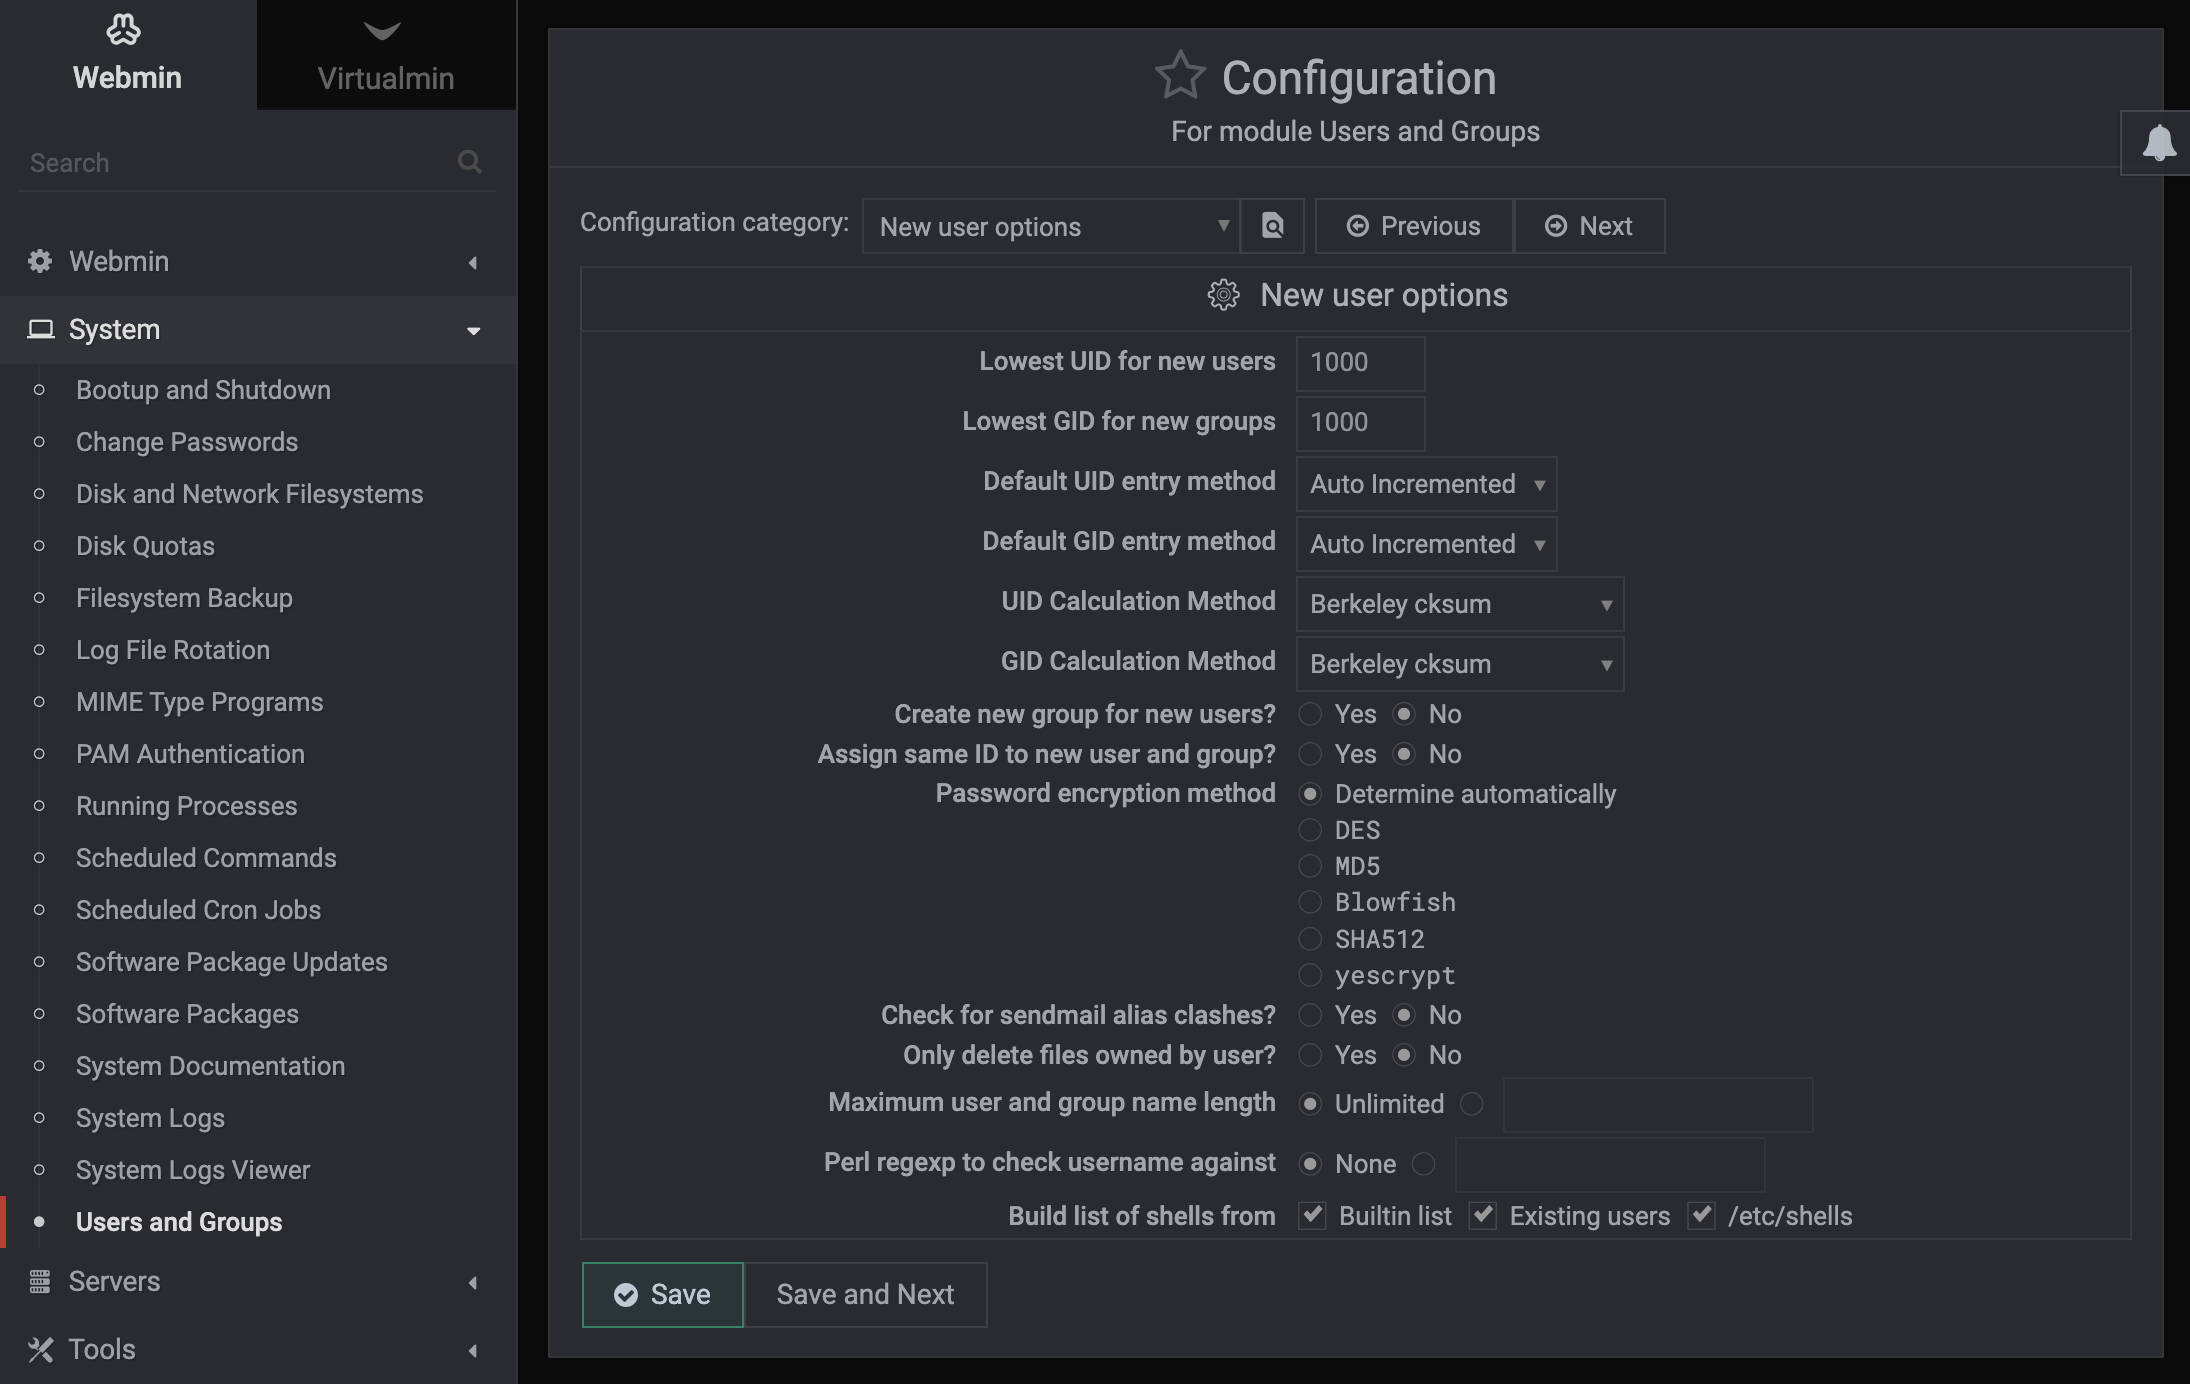 Webmin
Virtualmin
Search
Webmin
System
Bootup and Shutdown
Change Passwords
Disk and Network Filesystems
Disk Quotas
Filesystem Backup
Log File Rotation
MIME Type Programs
PAM Authentication
Running Processes
Scheduled Commands
Scheduled Cron Jobs
Software Package Updates
Software Packages
System Documentation
System Logs
System Logs Viewer
Users and Groups
Servers
Tools
Configuration
For module Users and Groups
Configuration category: New user options Previous Next
New user options
Lowest UID for new users 1000
Lowest GID for new groups 1000
Default UID entry method Auto Incremented
Default GID entry method Auto Incremented
UID Calculation Method Berkeley cksum
GID Calculation Method Berkeley cksum
Create new group for new users? Yes No
Assign same ID to new user and group? Yes No
Password encryption method Determine automatically
DES
MD5
Blowfish
SHA512
yescrypt
Check for sendmail alias clashes? Yes No
Only delete files owned by user? Yes No
Maximum user and group name length Unlimited
Perl regexp to check username against None
Build list of shells from Builtin list Existing users /etc/shells
Save Save and Next